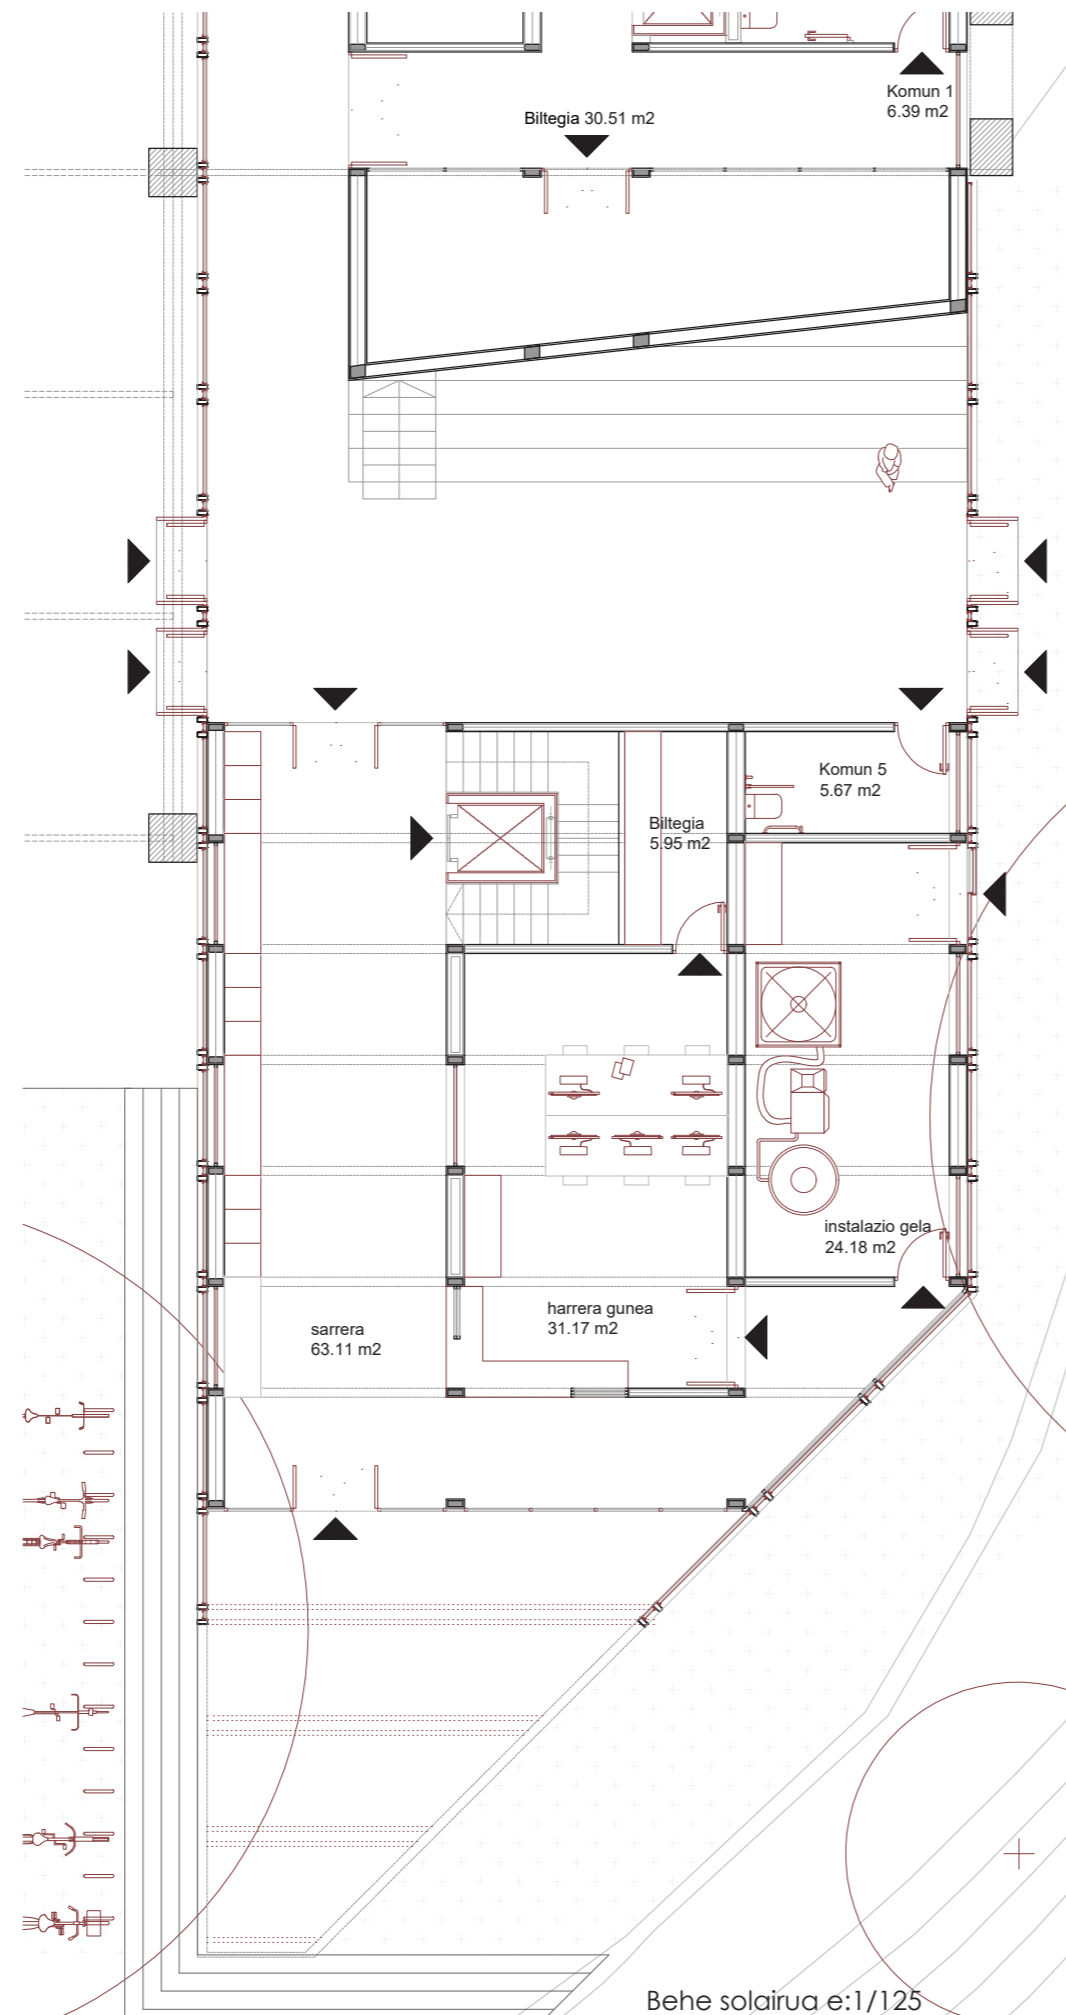 Komun 1
6.39 m2
Biltegia 30.51 m2
Komun 5
5.67 m2
Biltegia
5.95 m2
instalazio gela
24.18 m2
harrera gunea
31.17 m2
sarrera
63.11 m2
Behe solairua e:1/125